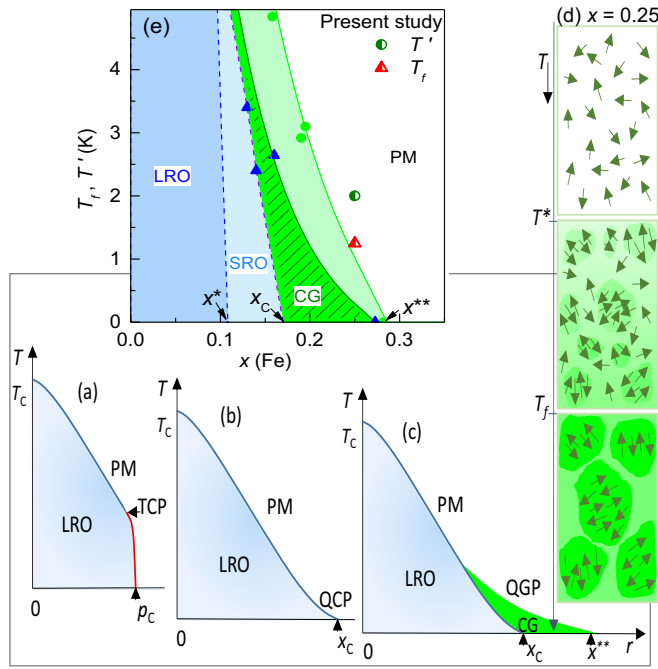 (e)
Present study
T '
T_f
PM
LRO
SRO
CG
x*
x_C
x**
T_f, T '(K)
4
3
2
1
0
0.0
0.1
0.2
0.3
x (Fe)
(d) x = 0.25
T
T*
T_f
(a)
T
T_C
PM
LRO
TCP
0
p_C
(b)
T
T_C
PM
LRO
QCP
0
x_C
(c)
T
T_C
PM
LRO
QGP
CG
0
x_C
x**
r